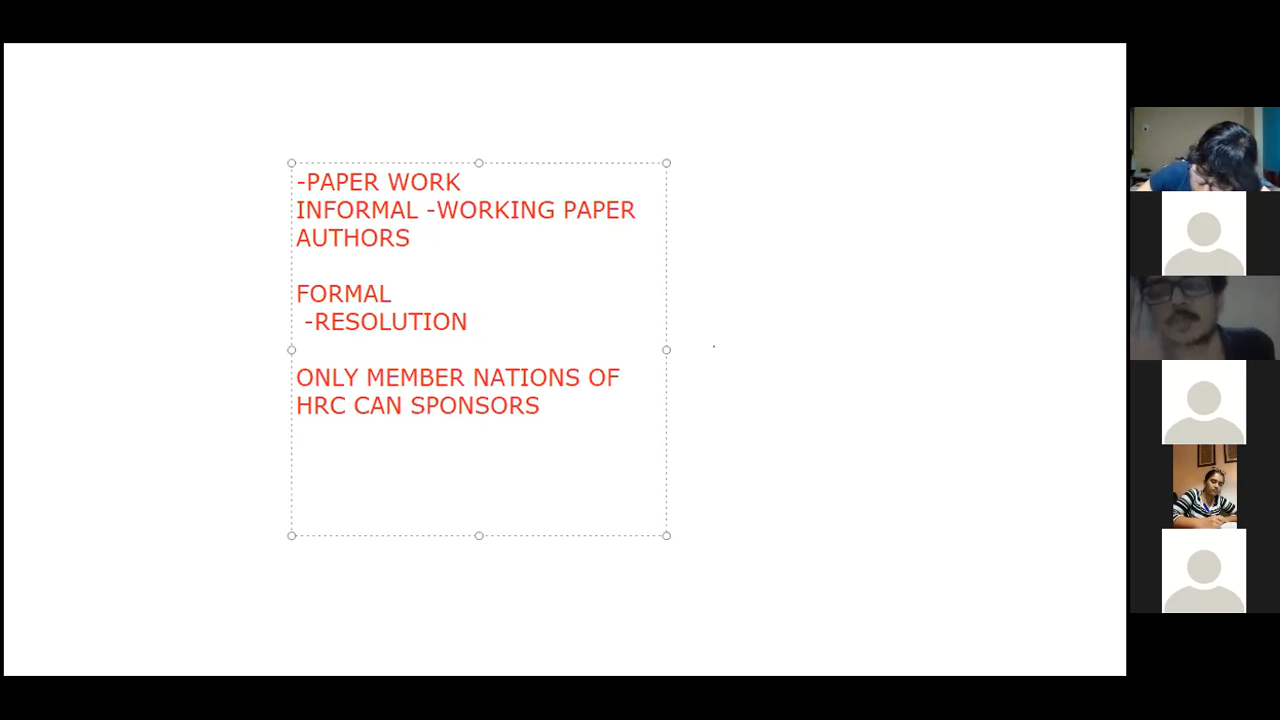 -PAPER WORK
INFORMAL -WORKING PAPER
AUTHORS
FORMAL
-RESOLUTION
ONLY MEMBER NATIONS OF
HRC CAN SPONSORS